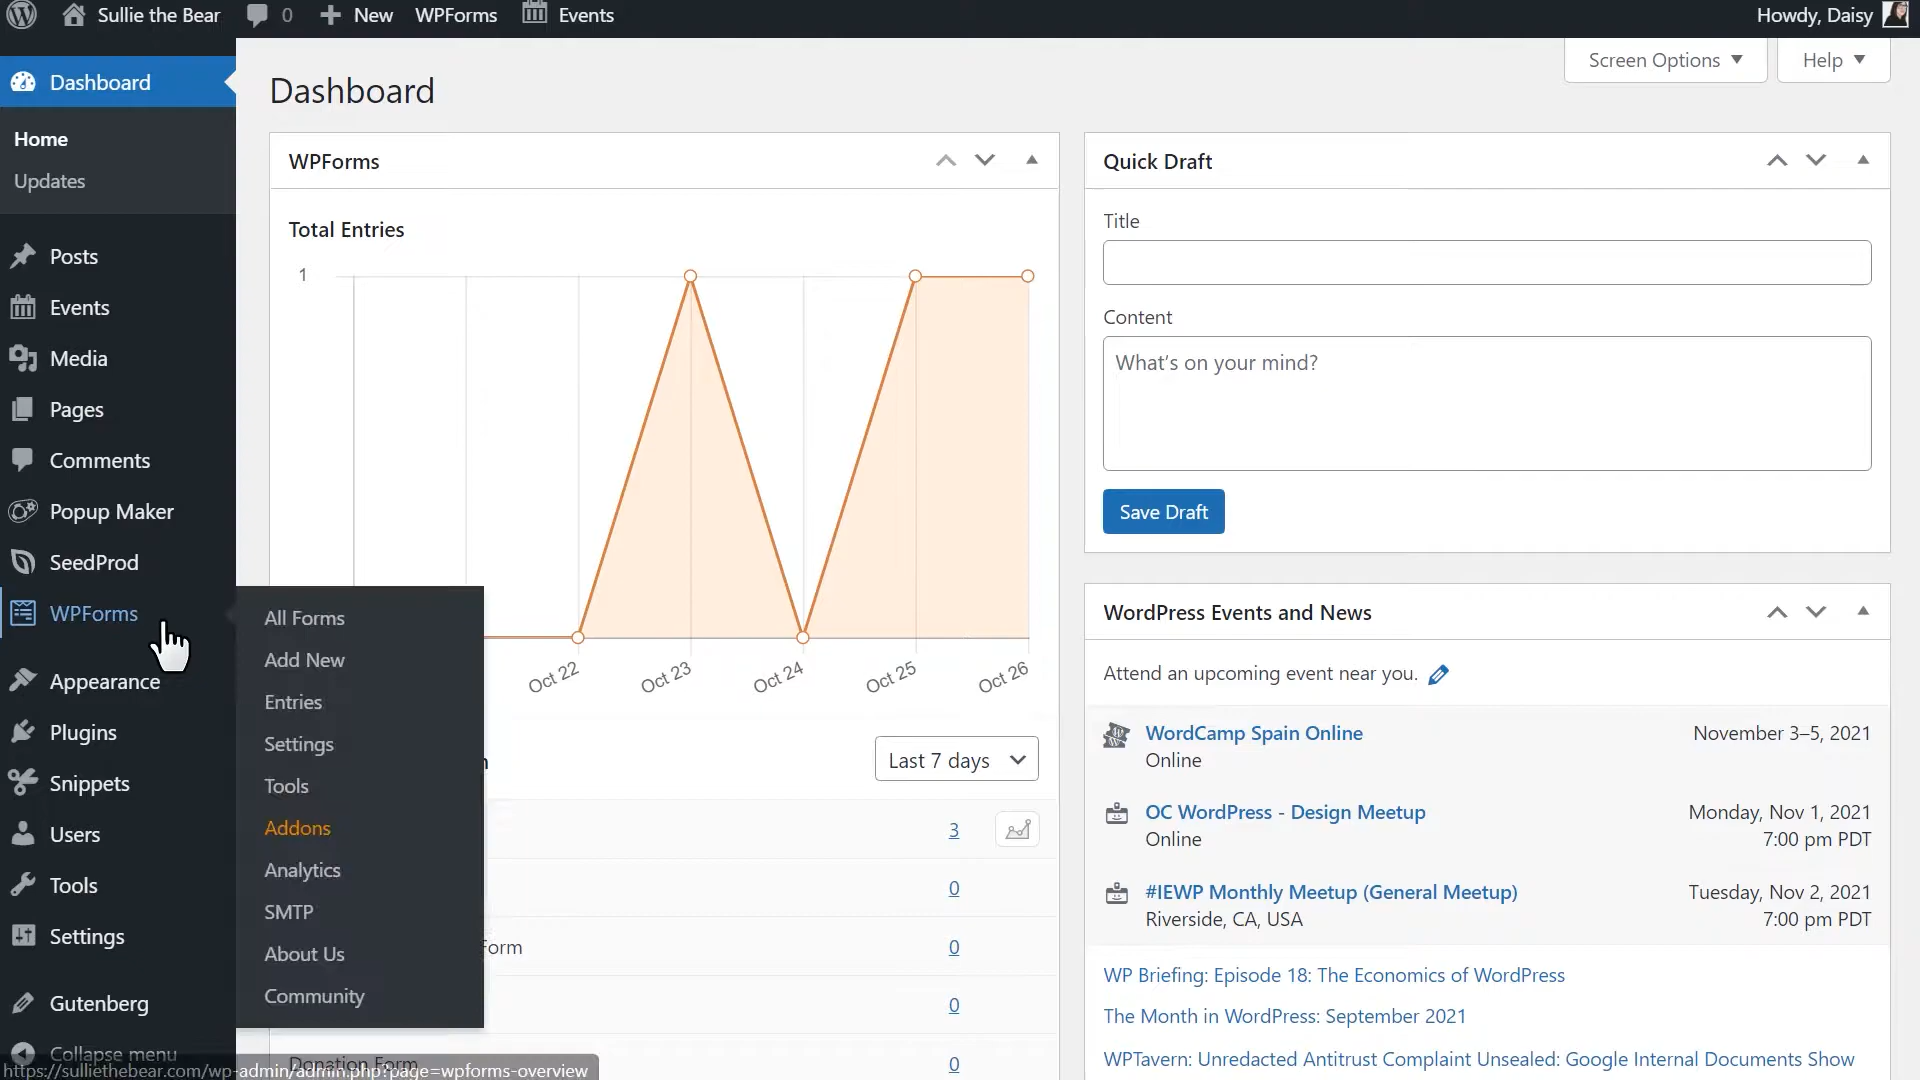 Sullie the Bear
0
New
WPForms
Events
Howdy, Daisy
Dashboard
Home
Updates
Posts
Events
Media
Pages
Comments
Popup Maker
SeedProd
WPForms
Appearance
Plugins
Snippets
Users
Tools
Settings
Gutenberg
Collapse menu
https://sulliethebear.com/wp-admin/admin.php?page=wpforms-overview
All Forms
Add New
Entries
Settings
Tools
Addons
Analytics
SMTP
About Us
Community
Screen Options
Help
Dashboard
WPForms
Total Entries
1
Oct 22
Oct 23
Oct 24
Oct 25
Oct 26
Last 7 days
3
0
Form
0
0
Donation Form
0
Quick Draft
Title
Content
What's on your mind?
Save Draft
WordPress Events and News
Attend an upcoming event near you.
WordCamp Spain Online
November 3–5, 2021
Online
OC WordPress - Design Meetup
Monday, Nov 1, 2021
Online
7:00 pm PDT
#IEWP Monthly Meetup (General Meetup)
Tuesday, Nov 2, 2021
Riverside, CA, USA
7:00 pm PDT
WP Briefing: Episode 18: The Economics of WordPress
The Month in WordPress: September 2021
WPTavern: Unredacted Antitrust Complaint Unsealed: Google Internal Documents Show